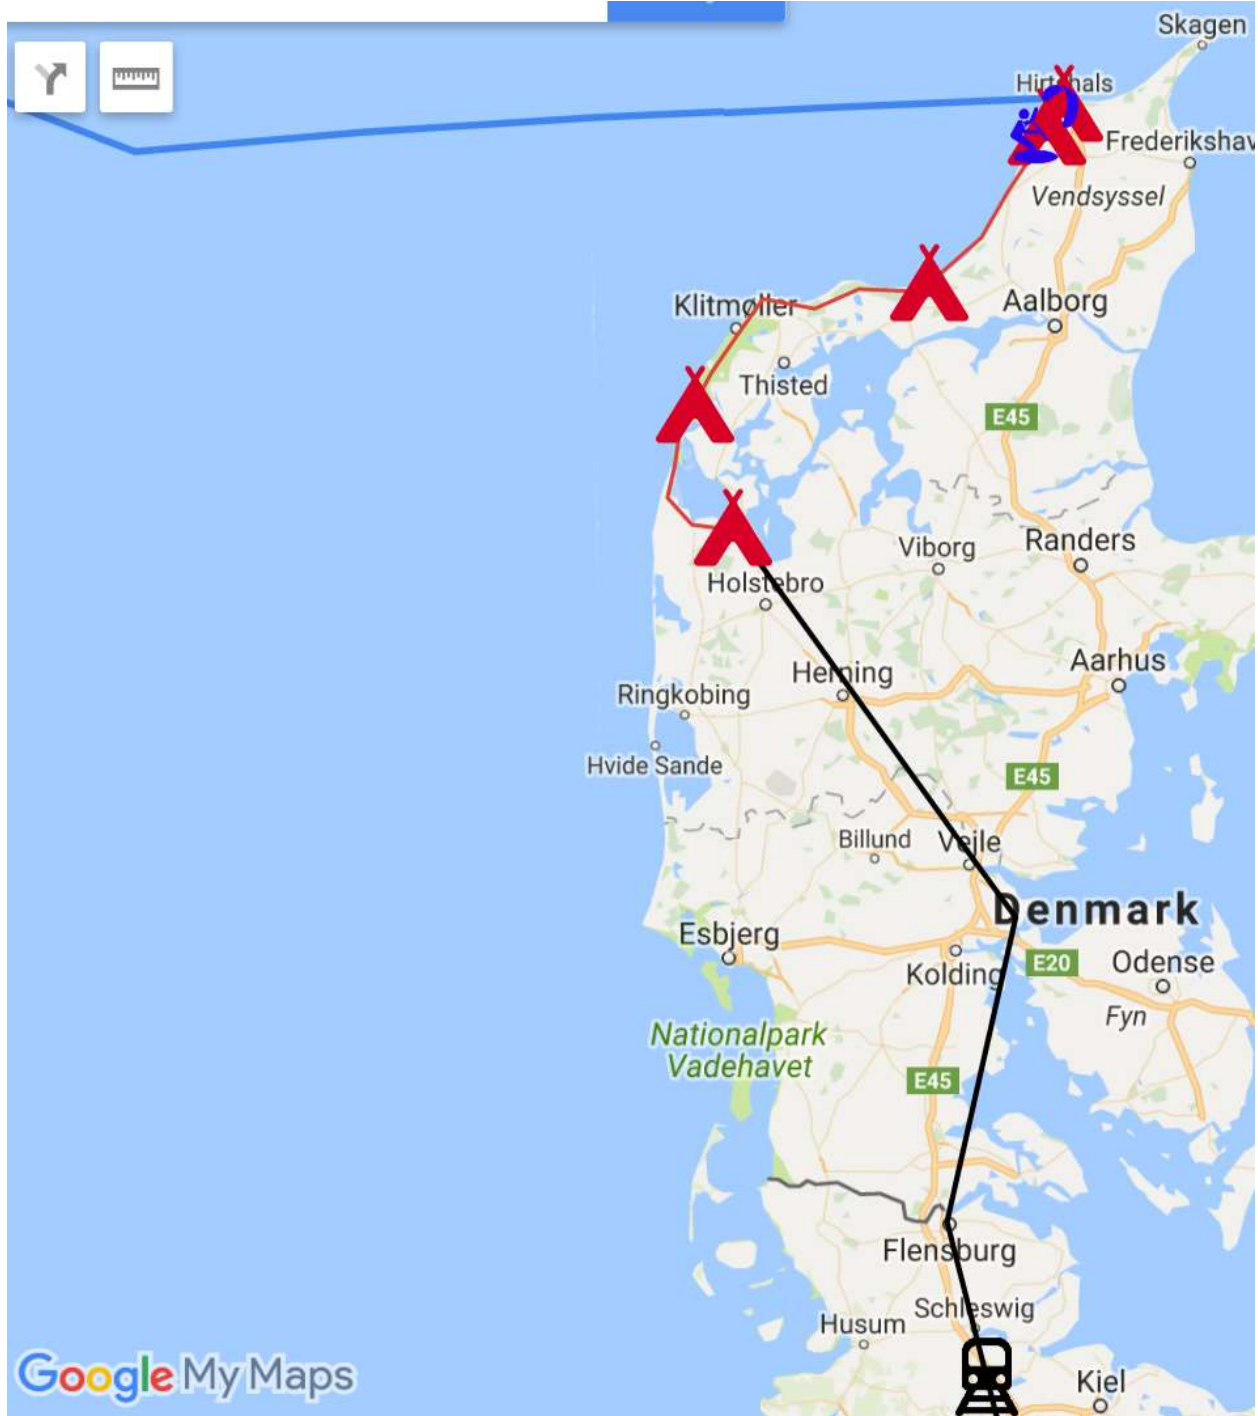 Skagen
Hirtshals
Frederikshav
Vendsyssel
Klitmøller
Aalborg
Thisted
E45
Viborg
Randers
Holstebro
Aarhus
Herning
Ringkobing
Hvide Sande
E45
Billund
Vejle
Denmark
Esbjerg
Kolding
E20
Odense
Fyn
Nationalpark
Vadehavet
E45
Flensburg
Schleswig
Husum
Kiel
Google My Maps